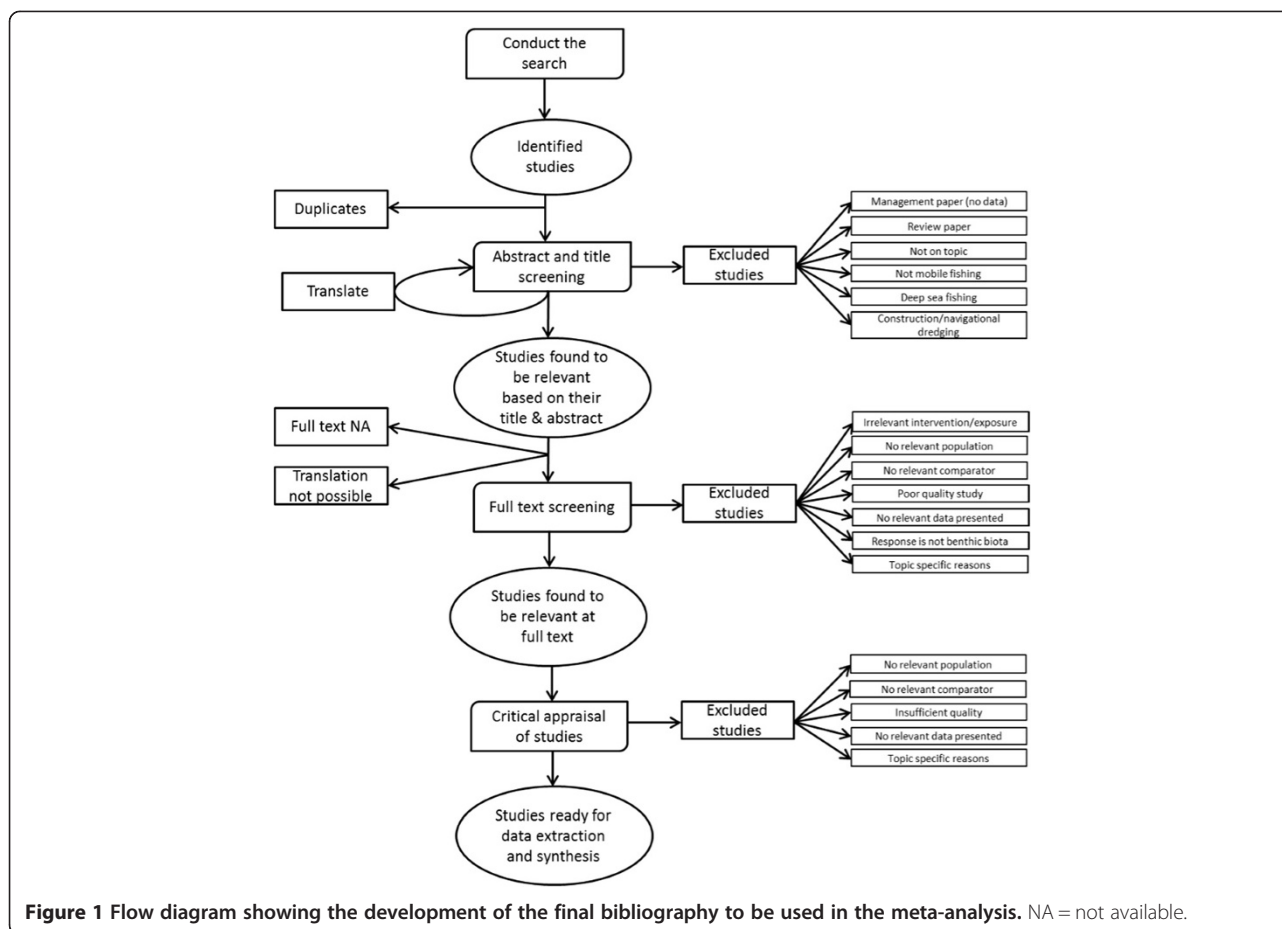 Conduct the
search
Identified
studies
Duplicates
Abstract and title
screening
Translate
Excluded
studies
Management paper (no data)
Review paper
Not on topic
Not mobile fishing
Deep sea fishing
Construction/navigational
dredging
Studies found to
be relevant
based on their
title & abstract
Full text NA
Translation
not possible
Full text screening
Excluded
studies
Irrelevant intervention/exposure
No relevant population
No relevant comparator
Poor quality study
No relevant data presented
Response is not benthic biota
Topic specific reasons
Studies found to
be relevant at
full text
Critical appraisal
of studies
Excluded
studies
No relevant population
No relevant comparator
Insufficient quality
No relevant data presented
Topic specific reasons
Studies ready for
data extraction
and synthesis
Figure 1 Flow diagram showing the development of the final bibliography to be used in the meta-analysis. NA = not available.